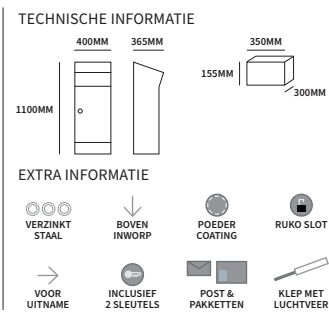 TECHNISCHE INFORMATIE
400MM 365MM 350MM
155MM
300MM
1100MM
EXTRA INFORMATIE
VERZINKT
STAAL
BOVEN
INWORP
POEDER
COATING
RUKO SLOT
VOOR
UITNAME
INCLUSIEF
2 SLEUTELS
POST &
PAKKETTEN
KLEP MET
LUCHTVEER